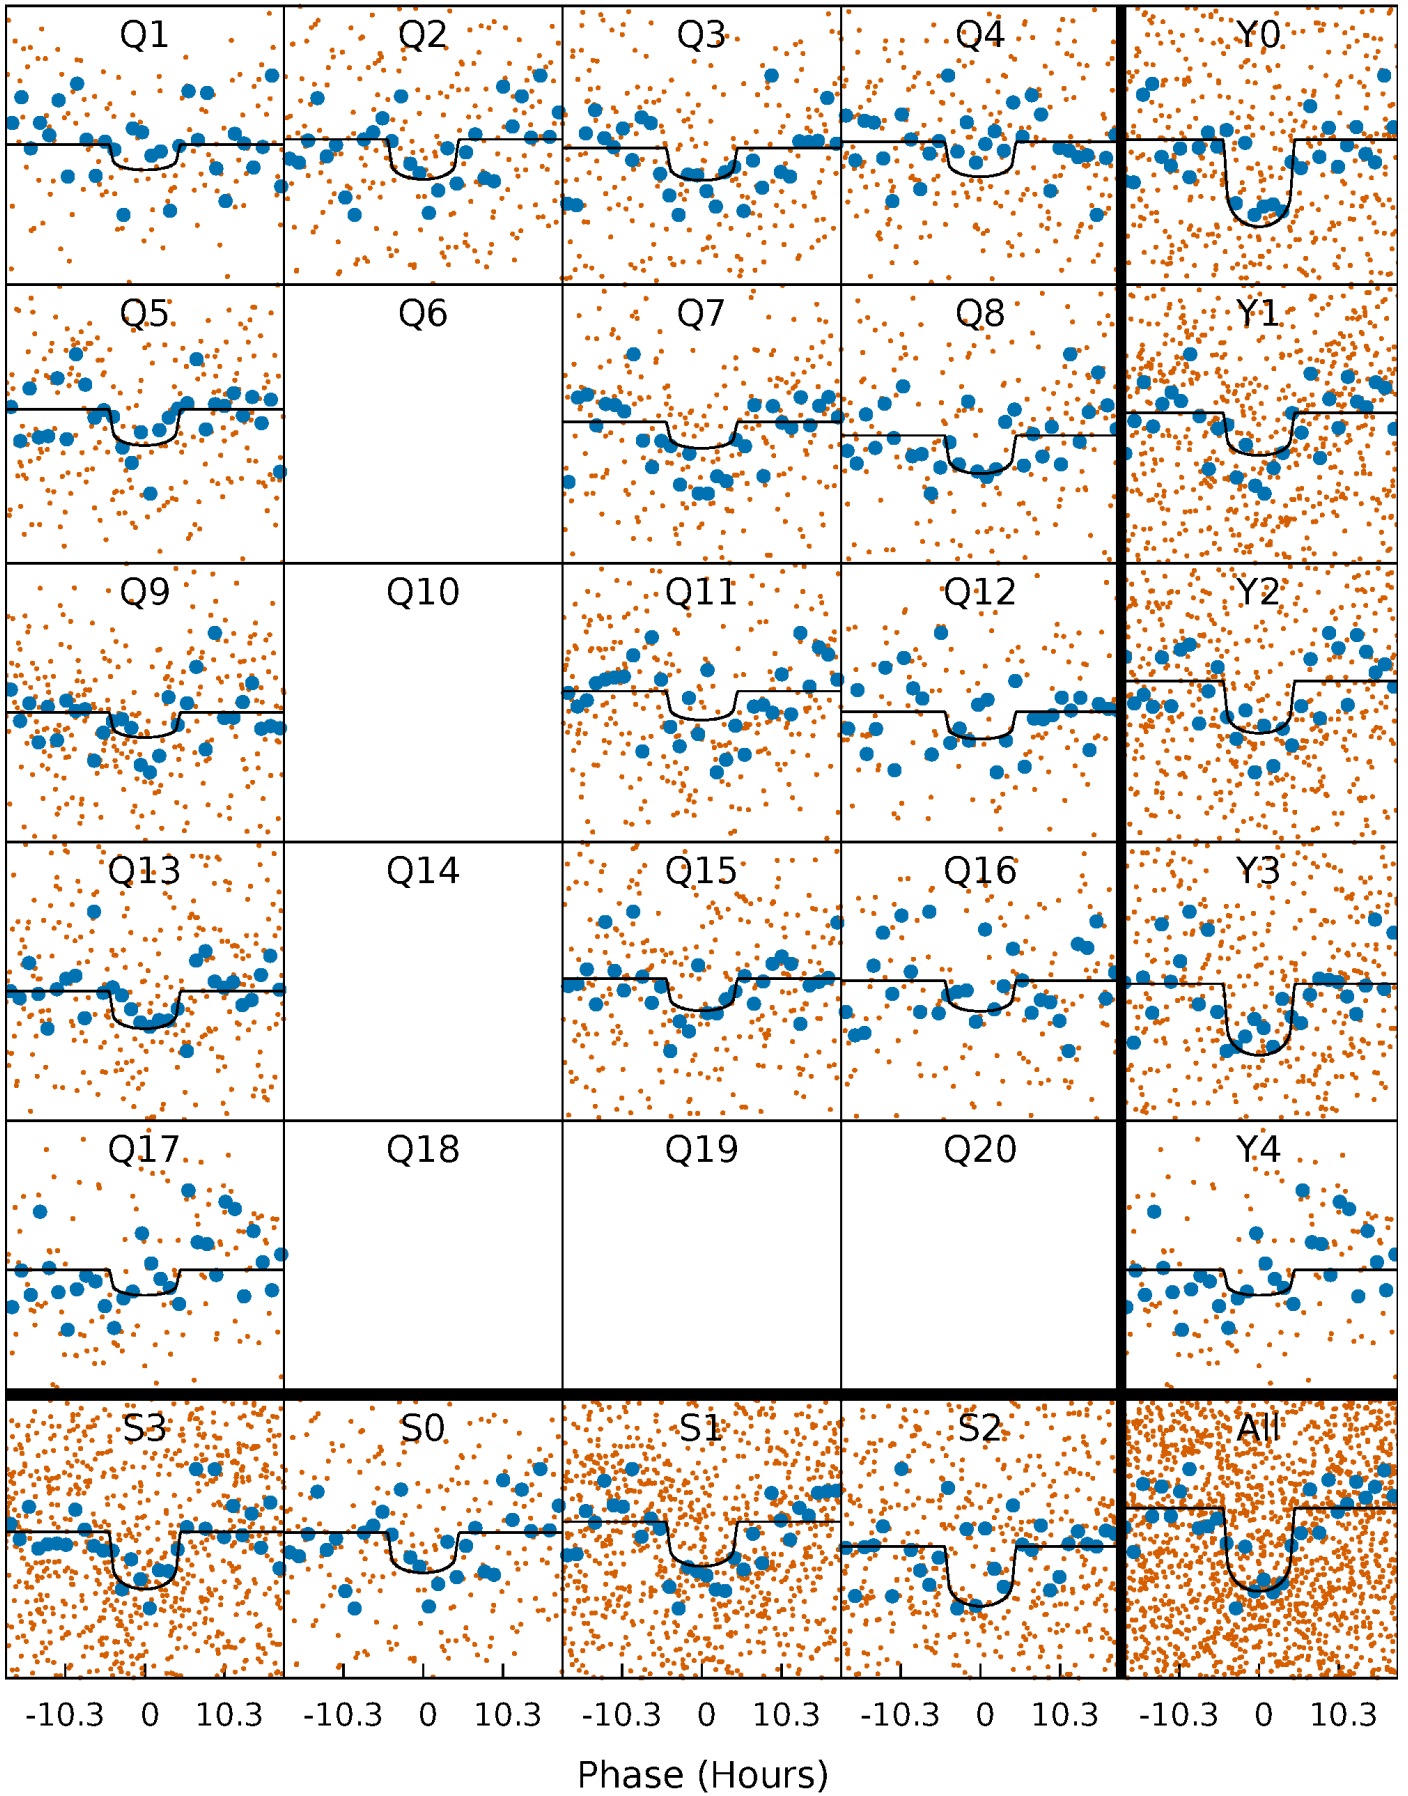 Q1 Q2 Q3 Q4 Y0
Q5 Q6 Q7 Q8 Y1
Q9 Q10 Q11 Q12 Y2
Q13 Q14 Q15 Q16 Y3
Q17 Q18 Q19 Q20 Y4
S3 S0 S1 S2 All
-10.3 0 10.3 -10.3 0 10.3 -10.3 0 10.3 -10.3 0 10.3 -10.3 0 10.3
Phase (Hours)